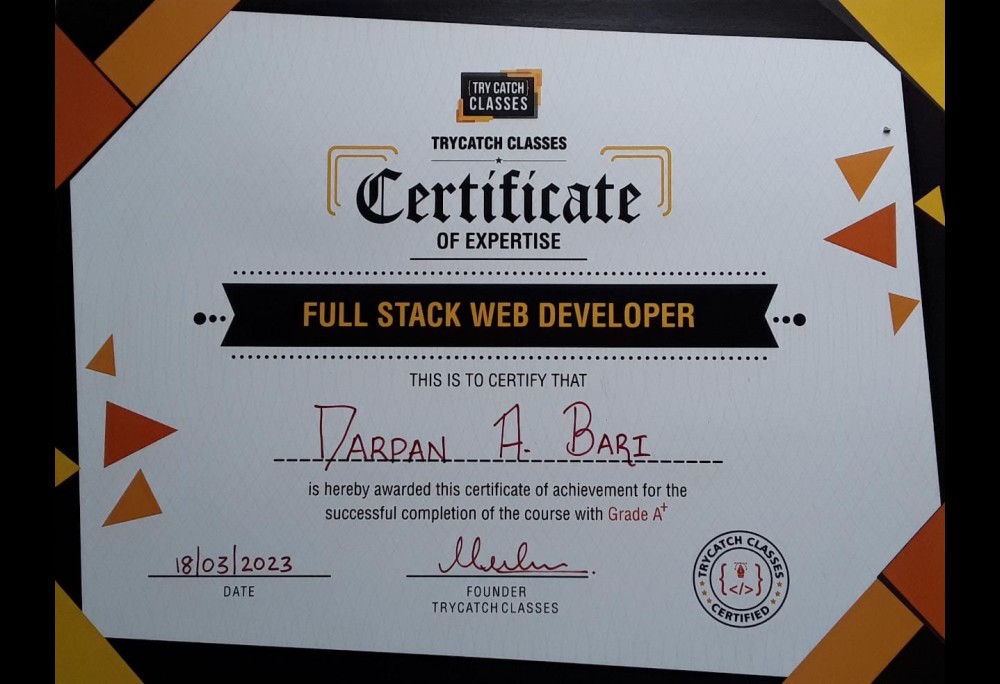 {TRY CATCH}
CLASSES
TRYCATCH CLASSES
Certificate
OF EXPERTISE
FULL STACK WEB DEVELOPER
THIS IS TO CERTIFY THAT
DARPAN A. BARI
is hereby awarded this certificate of achievement for the
successful completion of the course with Grade A+
18/03/2023
DATE
FOUNDER
TRYCATCH CLASSES
TRYCATCH CLASSES
{</>}
CERTIFIED